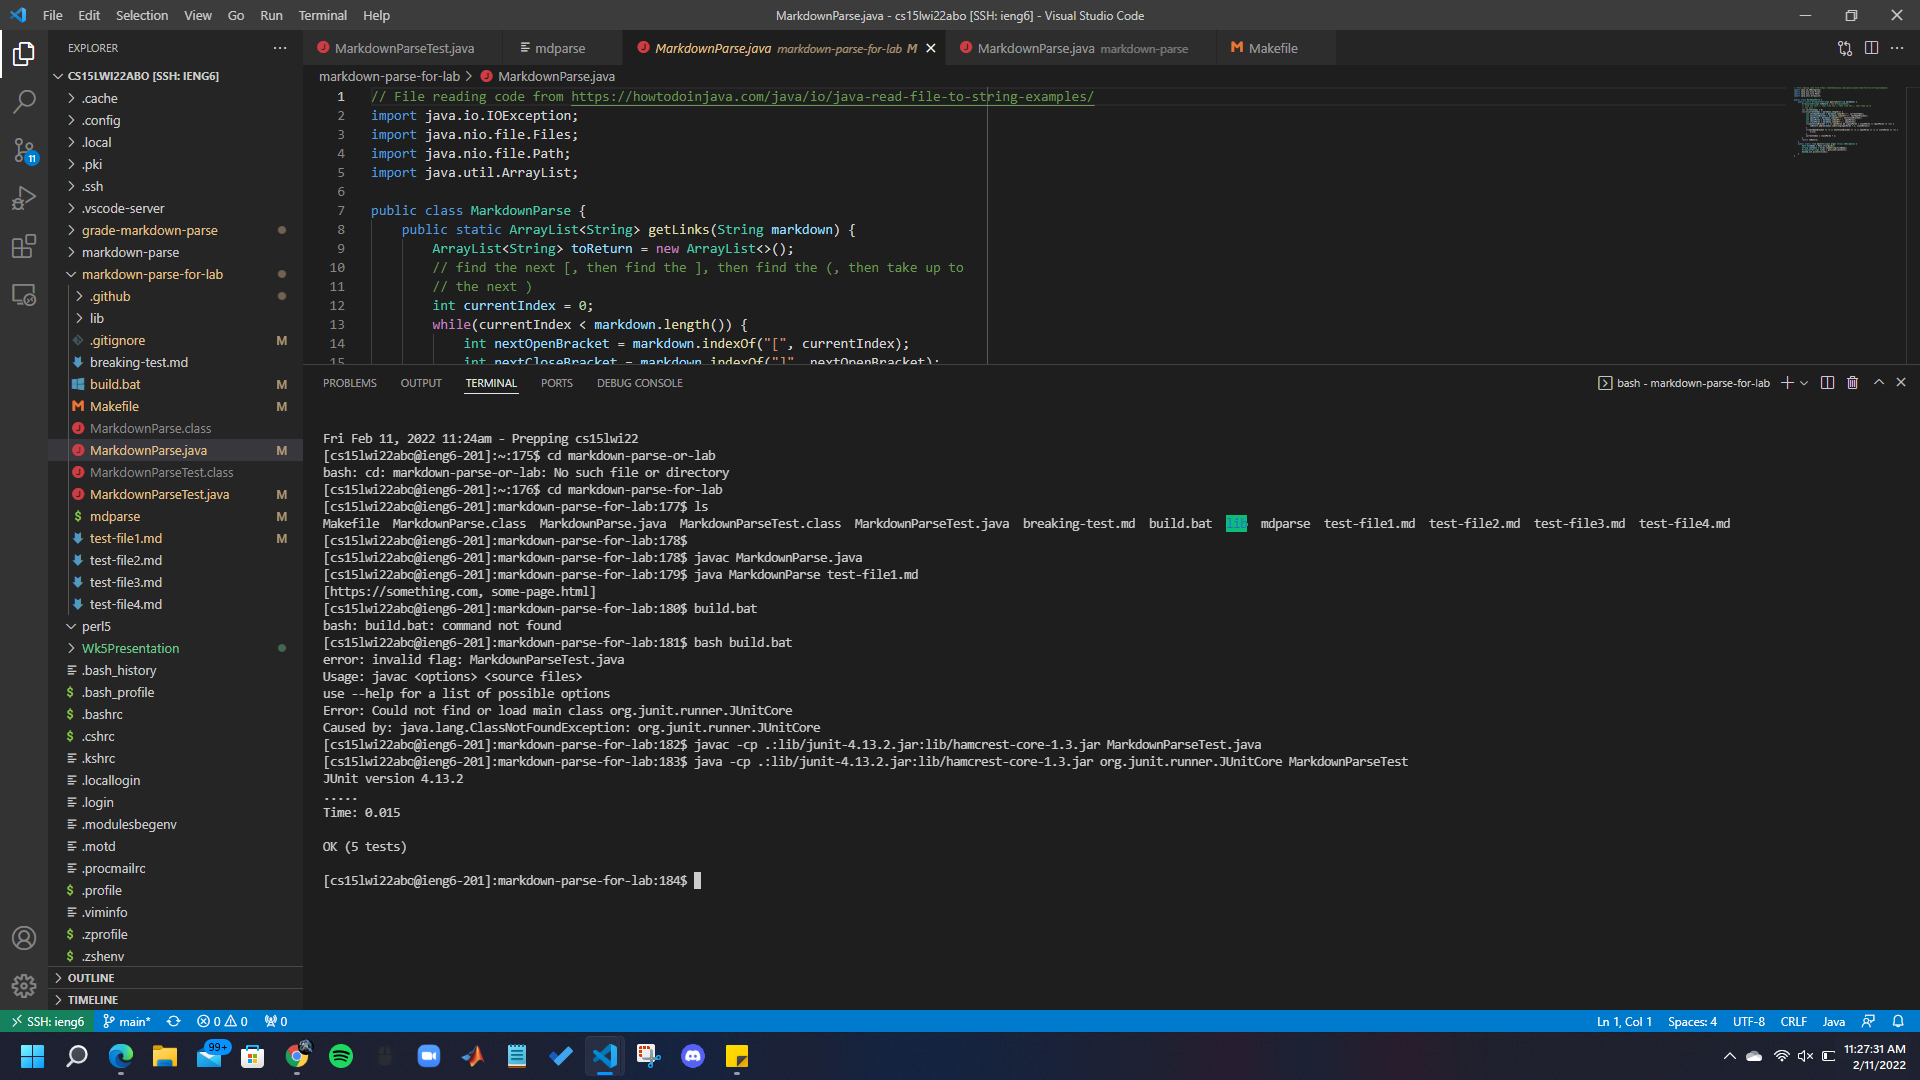 File Edit Selection View Go Run Terminal Help
MarkdownParse.java - cs15lwi22abo [SSH: ieng6] - Visual Studio Code
EXPLORER
CS15LWI22ABO [SSH: IENG6]
.cache
.config
.local
.pki
.ssh
.vscode-server
grade-markdown-parse
markdown-parse
markdown-parse-for-lab
.github
lib
.gitignore M
breaking-test.md
build.bat M
Makefile M
MarkdownParse.class
MarkdownParse.java M
MarkdownParseTest.class
MarkdownParseTest.java M
mdparse M
test-file1.md M
test-file2.md
test-file3.md
test-file4.md
perl5
Wk5Presentation
.bash_history
.bash_profile
.bashrc
.cshrc
.kshrc
.locallogin
.login
.modulesbegenv
.motd
.procmailrc
.profile
.viminfo
.zprofile
.zshenv
OUTLINE
TIMELINE
11
MarkdownParseTest.java mdparse MarkdownParse.java markdown-parse-for-lab M MarkdownParse.java markdown-parse Makefile
markdown-parse-for-lab > MarkdownParse.java
1 // File reading code from https://howtodoinjava.com/java/io/java-read-file-to-string-examples/
2 import java.io.IOException;
3 import java.nio.file.Files;
4 import java.nio.file.Path;
5 import java.util.ArrayList;
6
7 public class MarkdownParse {
8 public static ArrayList<String> getLinks(String markdown) {
9 ArrayList<String> toReturn = new ArrayList<>();
10 // find the next [, then find the ], then find the (, then take up to
11 // the next )
12 int currentIndex = 0;
13 while(currentIndex < markdown.length()) {
14 int nextOpenBracket = markdown.indexOf("[", currentIndex);
15 int nextCloseBracket = markdown.indexOf("]", nextOpenBracket);
PROBLEMS OUTPUT TERMINAL PORTS DEBUG CONSOLE
bash - markdown-parse-for-lab
Fri Feb 11, 2022 11:24am - Prepping cs15lwi22
[cs15lwi22abo@ieng6-201]:~:175$ cd markdown-parse-or-lab
bash: cd: markdown-parse-or-lab: No such file or directory
[cs15lwi22abo@ieng6-201]:~:176$ cd markdown-parse-for-lab
[cs15lwi22abo@ieng6-201]:markdown-parse-for-lab:177$ ls
Makefile MarkdownParse.class MarkdownParse.java MarkdownParseTest.class MarkdownParseTest.java breaking-test.md build.bat lib mdparse test-file1.md test-file2.md test-file3.md test-file4.md
[cs15lwi22abo@ieng6-201]:markdown-parse-for-lab:178$
[cs15lwi22abo@ieng6-201]:markdown-parse-for-lab:178$ javac MarkdownParse.java
[cs15lwi22abo@ieng6-201]:markdown-parse-for-lab:179$ java MarkdownParse test-file1.md
[https://something.com, some-page.html]
[cs15lwi22abo@ieng6-201]:markdown-parse-for-lab:180$ build.bat
bash: build.bat: command not found
[cs15lwi22abo@ieng6-201]:markdown-parse-for-lab:181$ bash build.bat
error: invalid flag: MarkdownParseTest.java
Usage: javac <options> <source files>
use --help for a list of possible options
Error: Could not find or load main class org.junit.runner.JUnitCore
Caused by: java.lang.ClassNotFoundException: org.junit.runner.JUnitCore
[cs15lwi22abo@ieng6-201]:markdown-parse-for-lab:182$ javac -cp .:lib/junit-4.13.2.jar:lib/hamcrest-core-1.3.jar MarkdownParseTest.java
[cs15lwi22abo@ieng6-201]:markdown-parse-for-lab:183$ java -cp .:lib/junit-4.13.2.jar:lib/hamcrest-core-1.3.jar org.junit.runner.JUnitCore MarkdownParseTest
JUnit version 4.13.2
.....
Time: 0.015
OK (5 tests)
[cs15lwi22abo@ieng6-201]:markdown-parse-for-lab:184$
SSH: ieng6 main* 0 0 0
Ln 1, Col 1 Spaces: 4 UTF-8 CRLF Java
99+
11:27:31 AM
2/11/2022